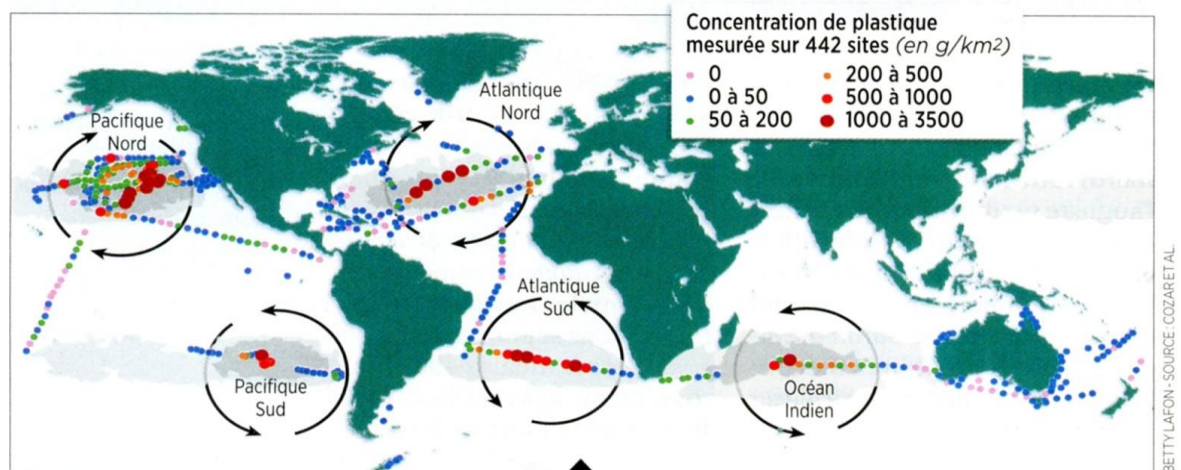 Concentration de plastique
mesurée sur 442 sites (en g/km2)
0
0 à 50
50 à 200
200 à 500
500 à 1000
1000 à 3500
Pacifique
Nord
Atlantique
Nord
Atlantique
Sud
Pacifique
Sud
Océan
Indien
BETTY LAFON - SOURCE : COZAR ET AL.